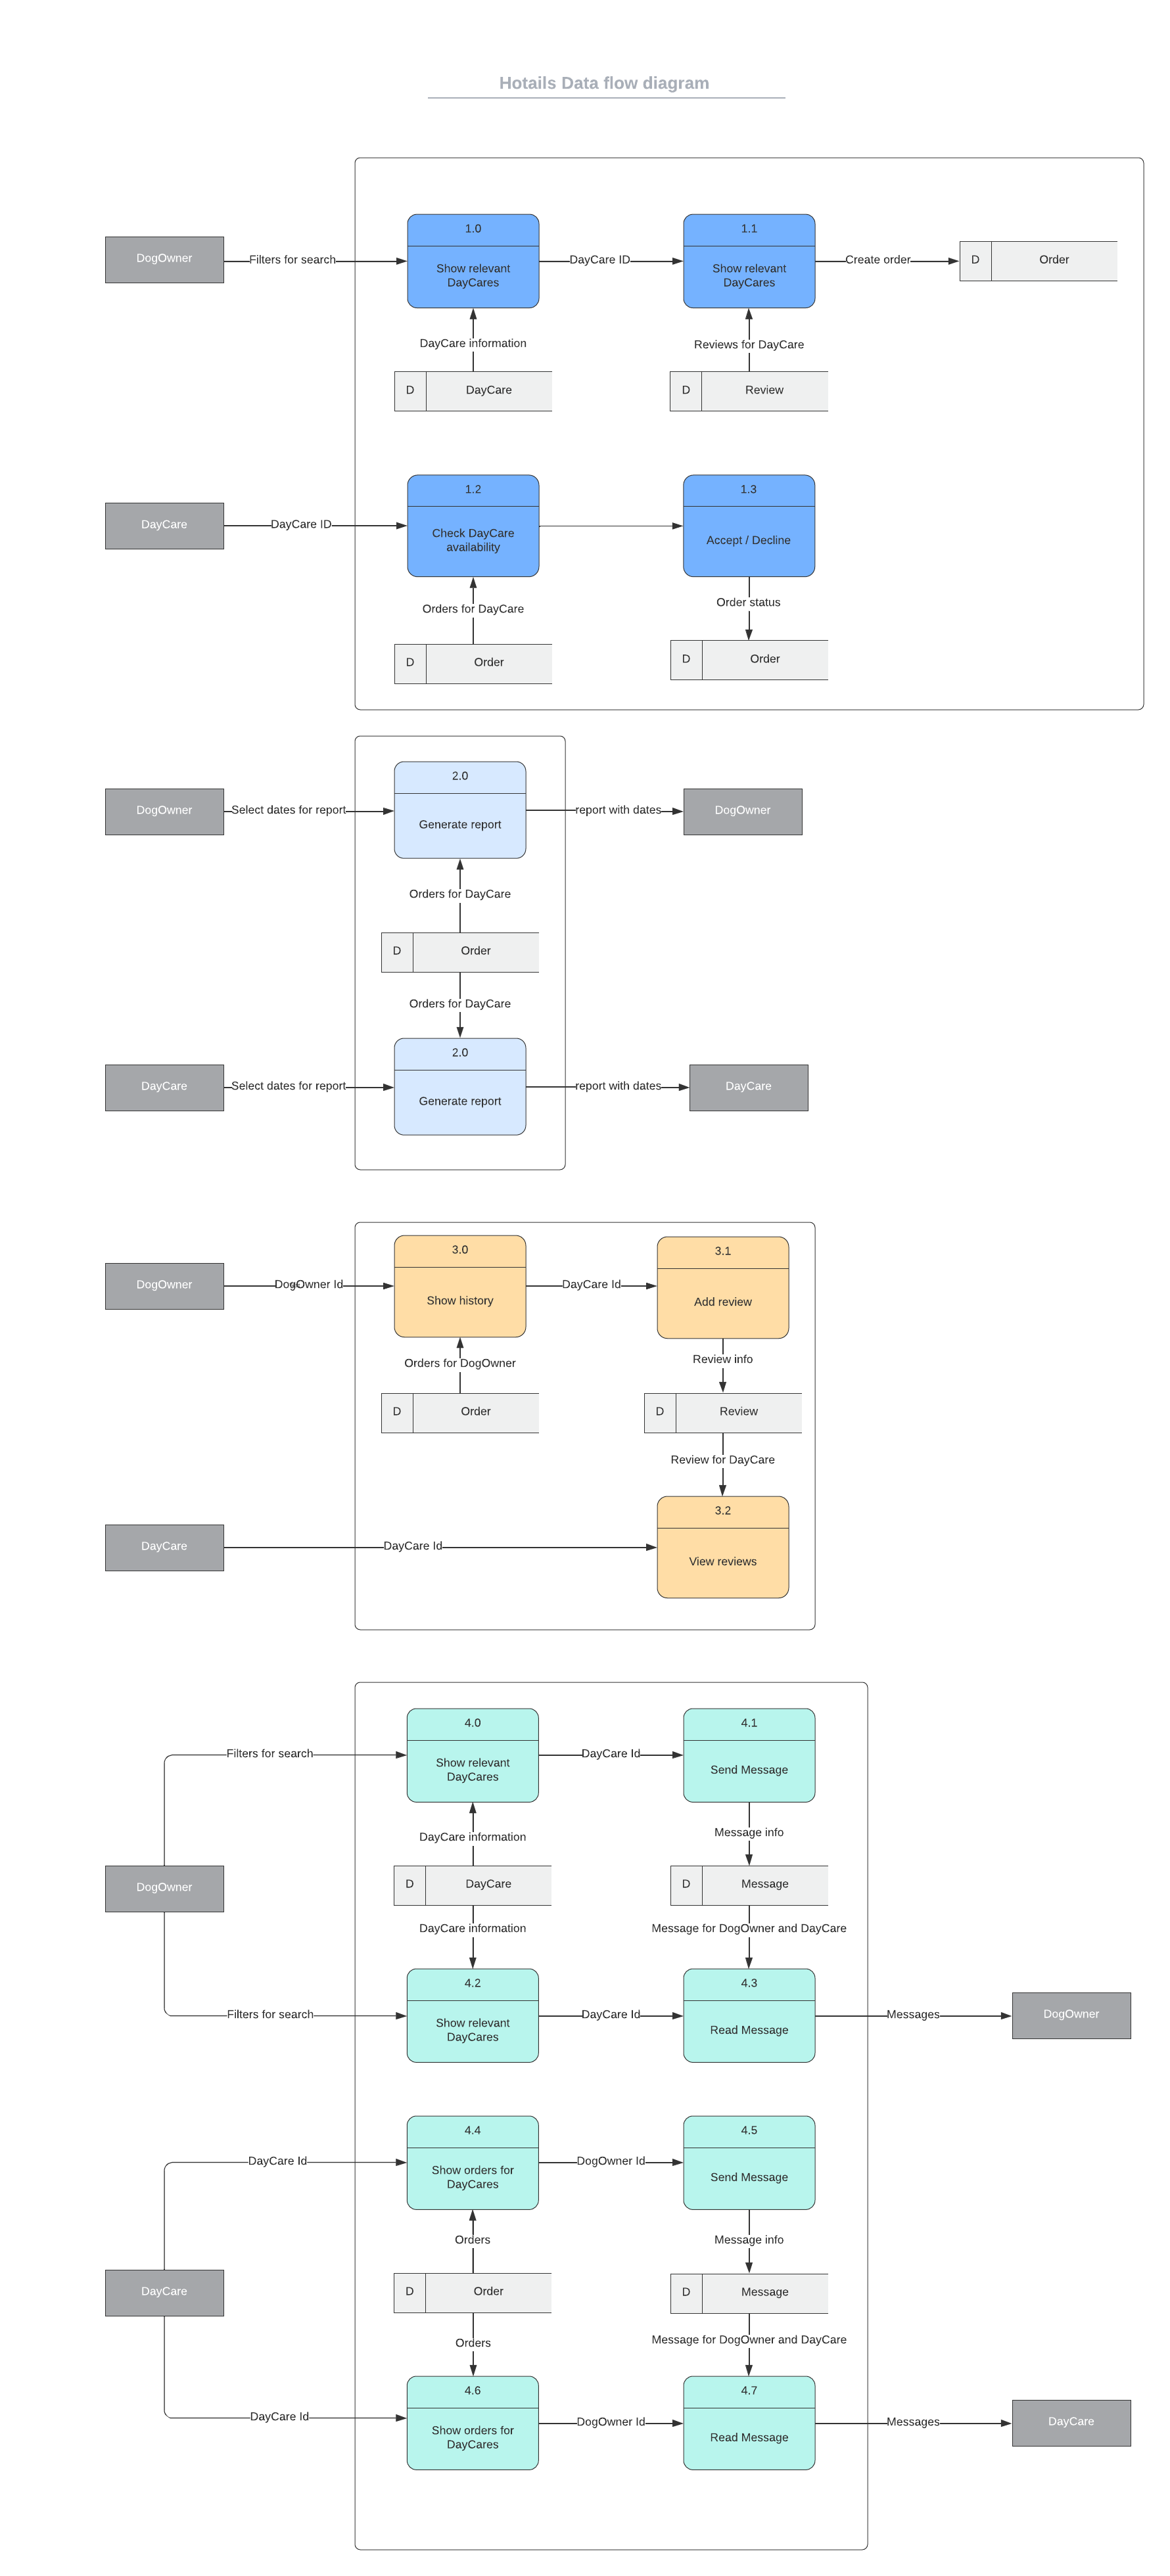 Hotails Data flow diagram
1.0
1.1
DogOwner
Filters for search
DayCare ID
Create order
D
Order
Show relevant
DayCares
Show relevant
DayCares
DayCare information
Reviews for DayCare
D
DayCare
D
Review
1.2
1.3
DayCare
DayCare ID
Check DayCare
availability
Accept / Decline
Orders for DayCare
Order status
D
Order
D
Order
2.0
DogOwner
Select dates for report
report with dates
DogOwner
Generate report
Orders for DayCare
D
Order
Orders for DayCare
2.0
DayCare
Select dates for report
report with dates
DayCare
Generate report
3.0
3.1
DogOwner
DogOwner Id
DayCare Id
Show history
Add review
Orders for DogOwner
Review info
D
Order
D
Review
Review for DayCare
3.2
DayCare
DayCare Id
View reviews
4.0
4.1
Filters for search
DayCare Id
Show relevant
DayCares
Send Message
DayCare information
Message info
DogOwner
D
DayCare
D
Message
DayCare information
Message for DogOwner and DayCare
4.2
4.3
Filters for search
DayCare Id
Messages
DogOwner
Show relevant
DayCares
Read Message
4.4
4.5
DayCare Id
DogOwner Id
Show orders for
DayCares
Send Message
Orders
Message info
DayCare
D
Order
D
Message
Orders
Message for DogOwner and DayCare
4.6
4.7
DayCare Id
DogOwner Id
Messages
DayCare
Show orders for
DayCares
Read Message